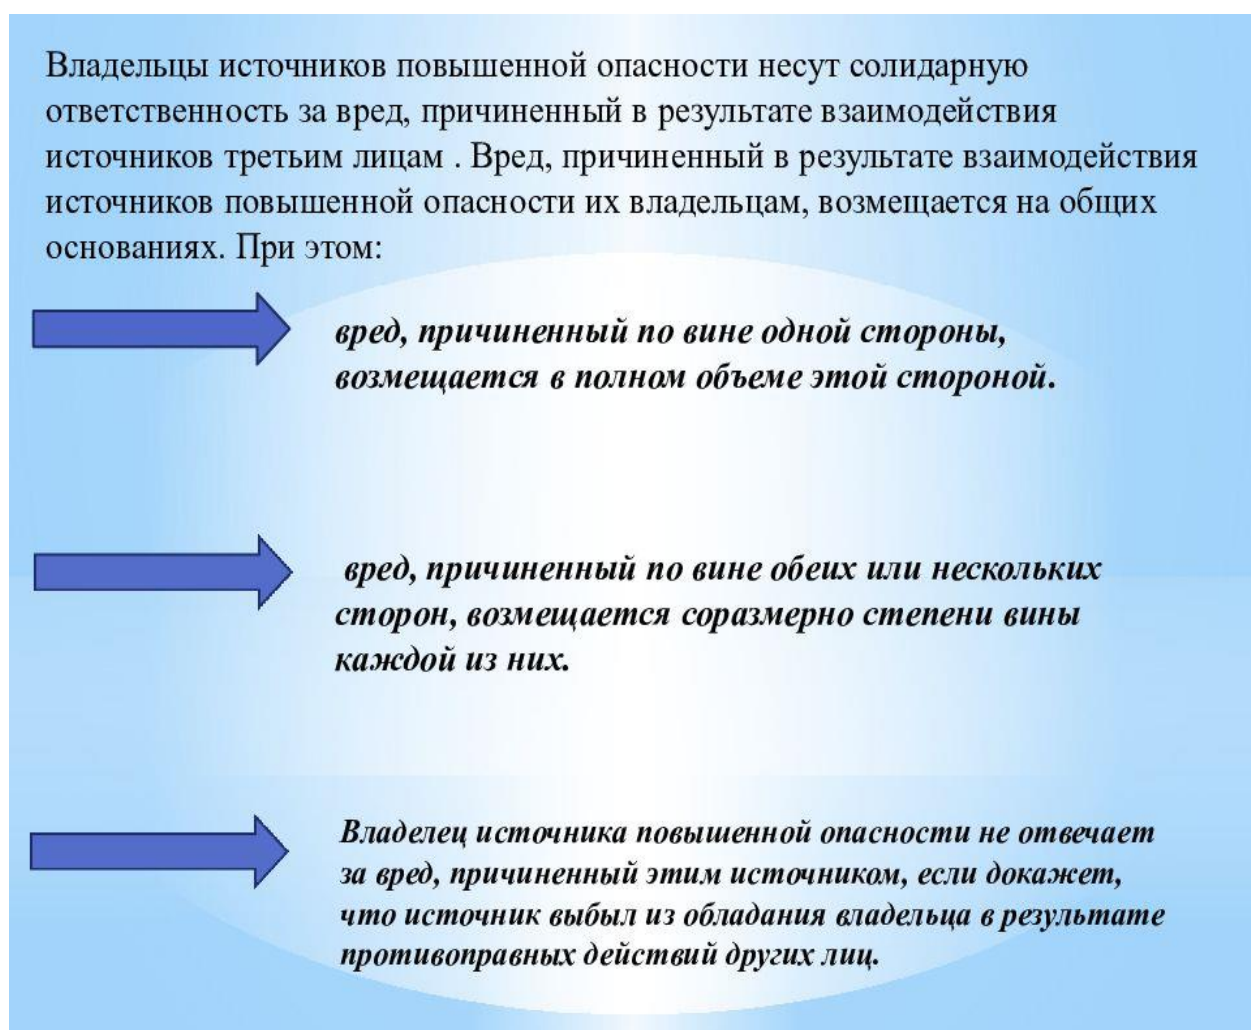 Владельцы источников повышенной опасности несут солидарную
ответственность за вред, причиненный в результате взаимодействия
источников третьим лицам . Вред, причиненный в результате взаимодействия
источников повышенной опасности их владельцам, возмещается на общих
основаниях. При этом:
вред, причиненный по вине одной стороны,
возмещается в полном объеме этой стороной.
вред, причиненный по вине обеих или нескольких
сторон, возмещается соразмерно степени вины
каждой из них.
Владелец источника повышенной опасности не отвечает
за вред, причиненный этим источником, если докажет,
что источник выбыл из обладания владельца в результате
противоправных действий других лиц.